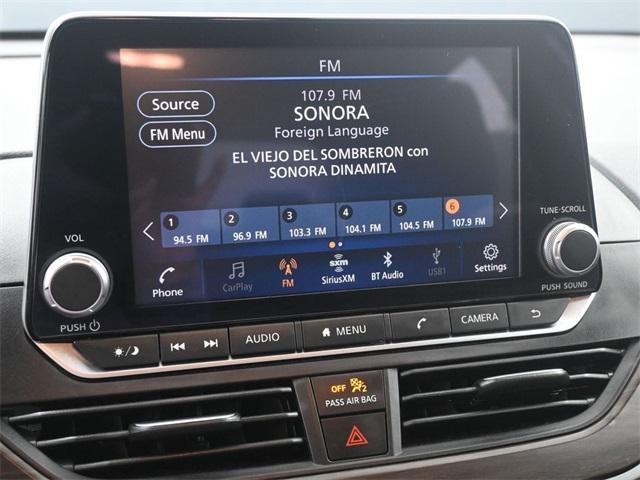 FM
107.9 FM
SONORA
Foreign Language
Source
FM Menu
EL VIEJO DEL SOMBRERON con
SONORA DINAMITA
1 2 3 4 5 6
94.5 FM 96.9 FM 103.3 FM 104.1 FM 104.5 FM 107.9 FM
Phone CarPlay FM SiriusXM BT Audio USB1 Settings
sxm
VOL
TUNE·SCROLL
PUSH
PUSH SOUND
AUDIO MENU CAMERA
OFF 2
PASS AIR BAG